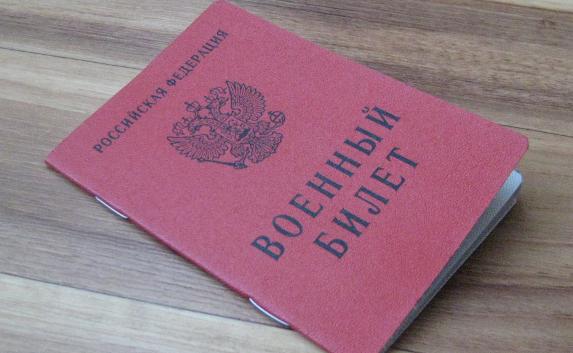 РОССИЙСКАЯ ФЕДЕРАЦИЯ
ВОЕННЫЙ
БИЛЕТ